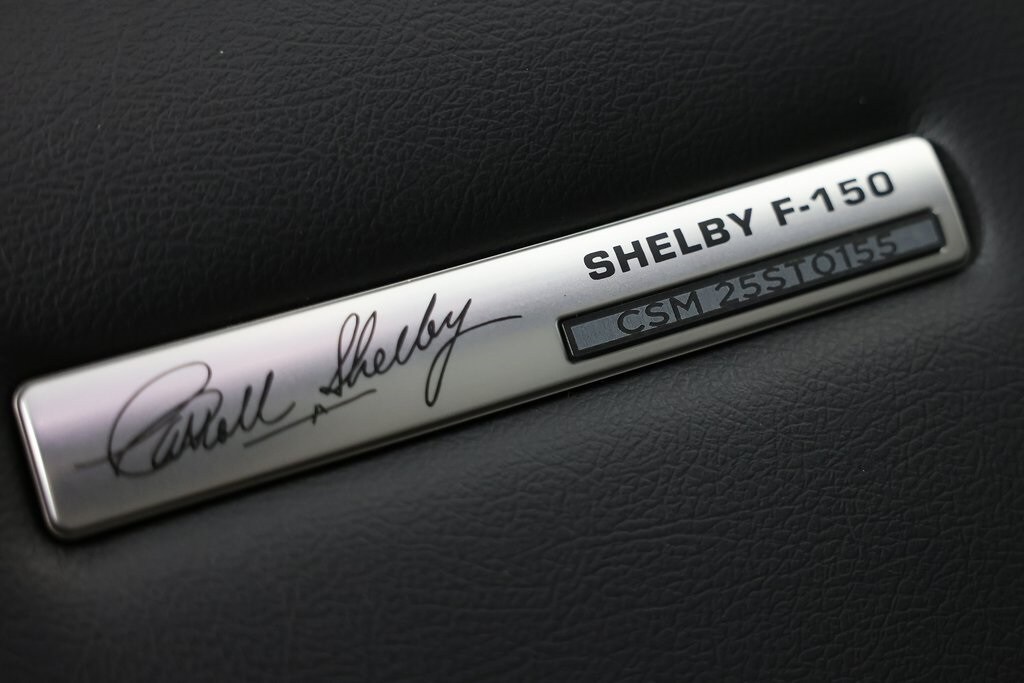 Carroll Shelby
SHELBY F-150
CSM 25ST0155